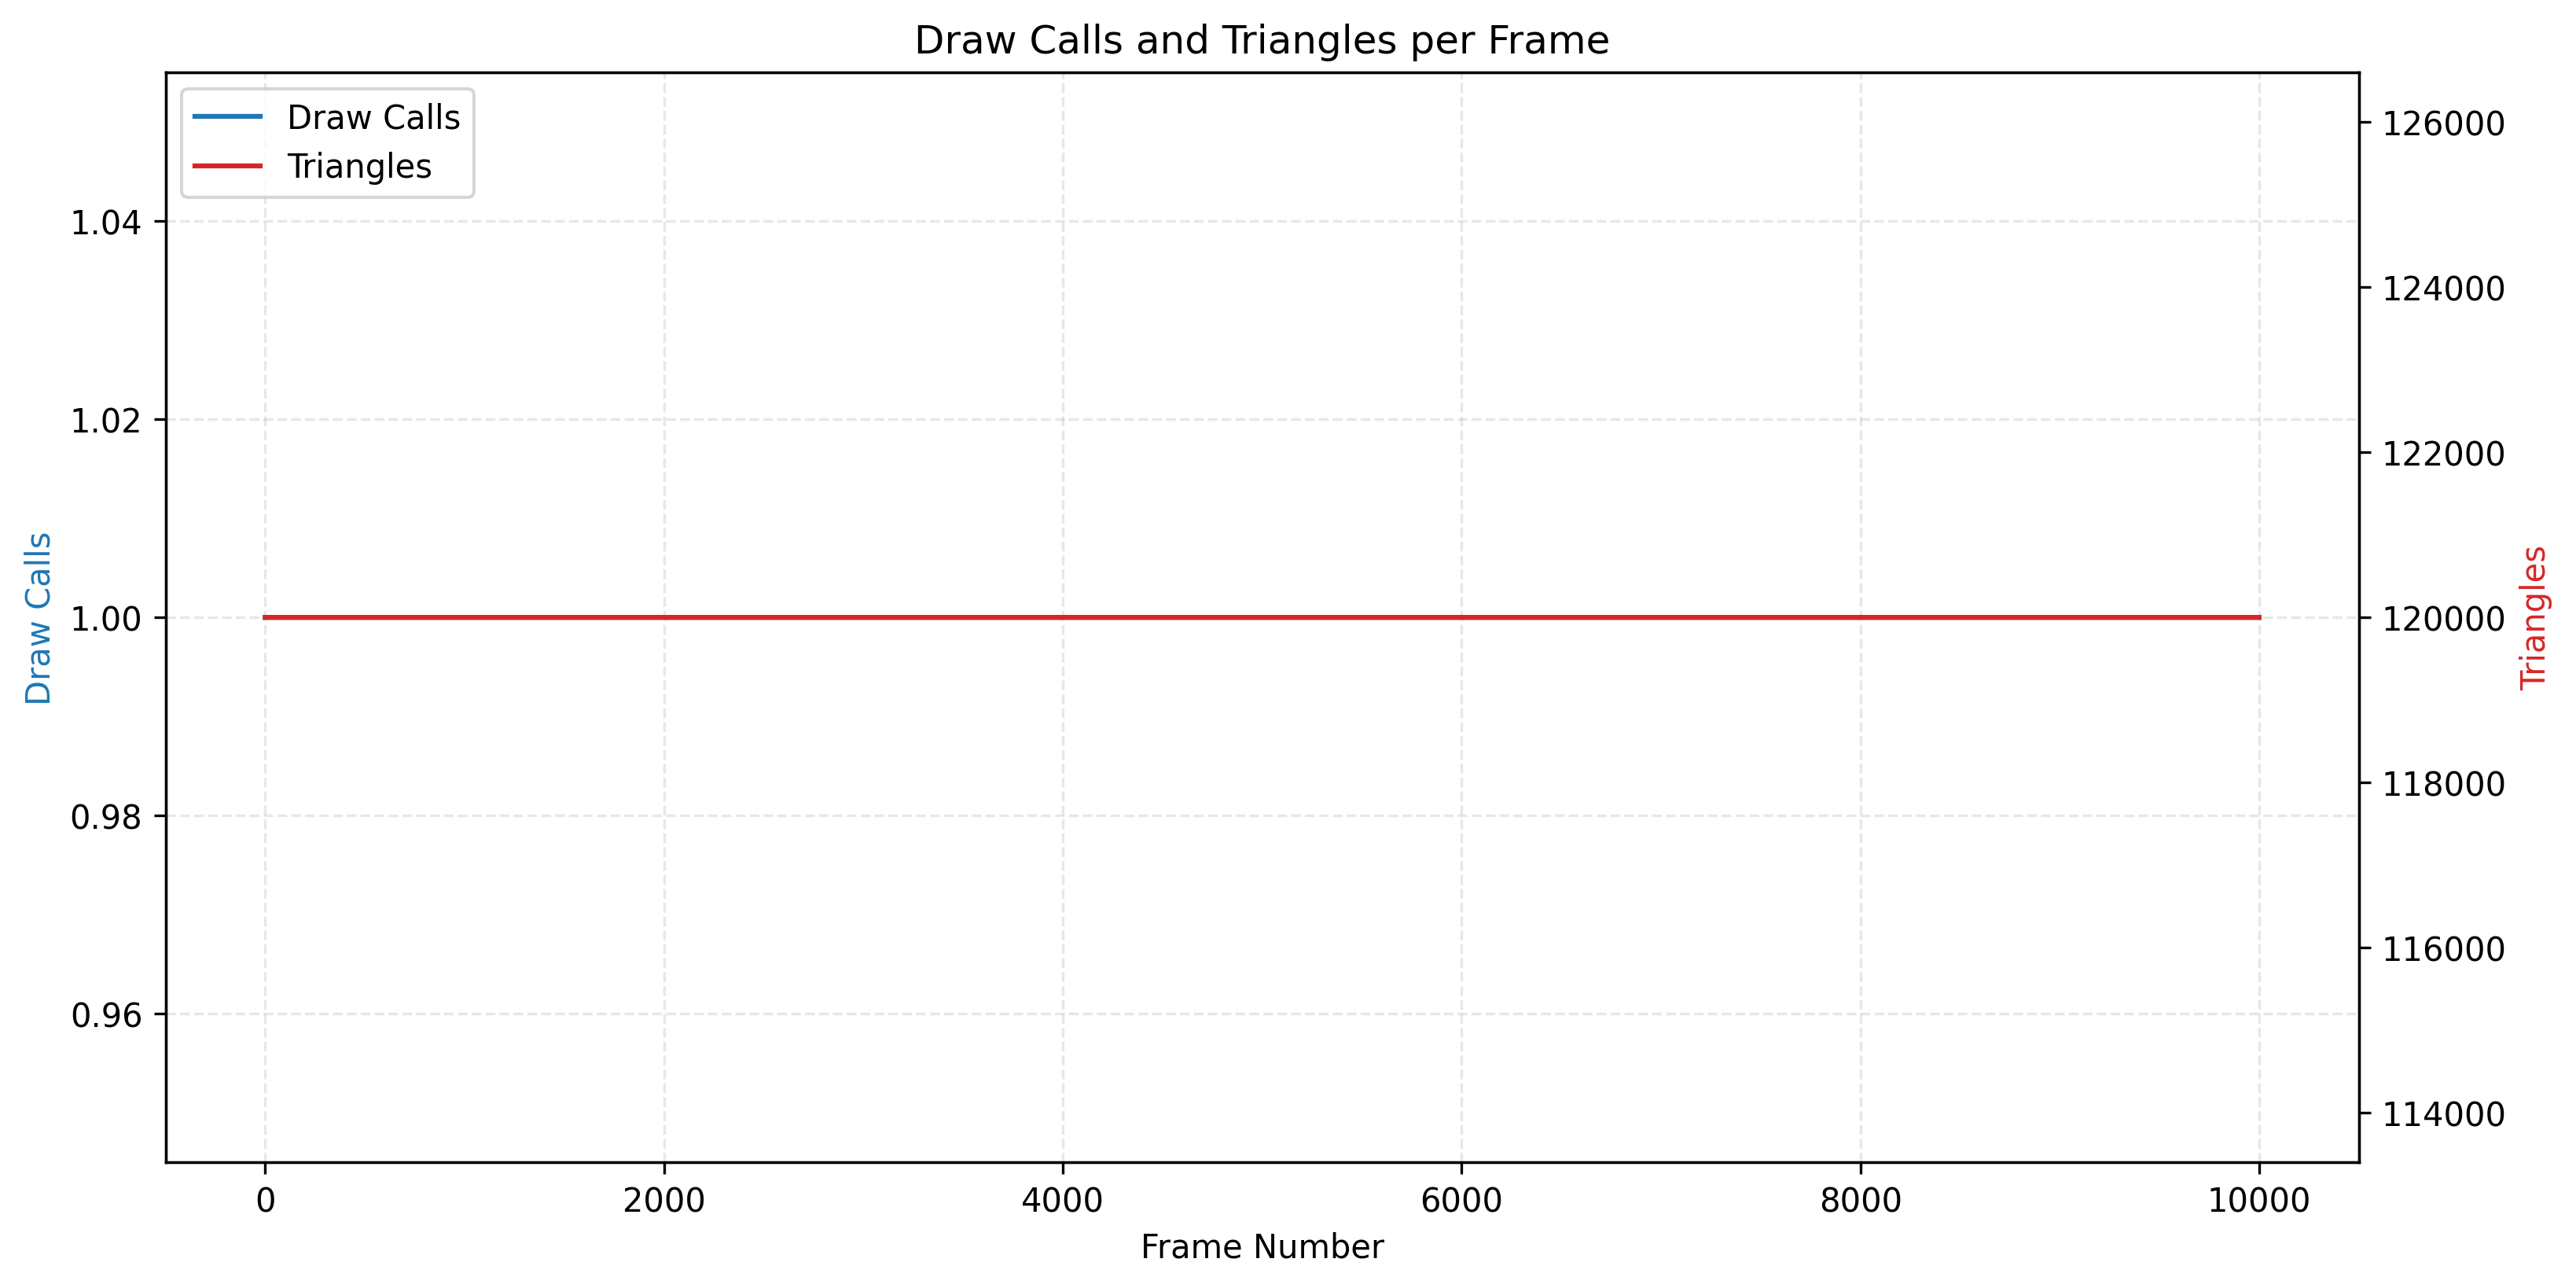 Draw Calls and Triangles per Frame
Draw Calls
Triangles
1.04
1.02
1.00
0.98
0.96
Draw Calls
126000
124000
122000
120000
118000
116000
114000
Triangles
0 2000 4000 6000 8000 10000
Frame Number